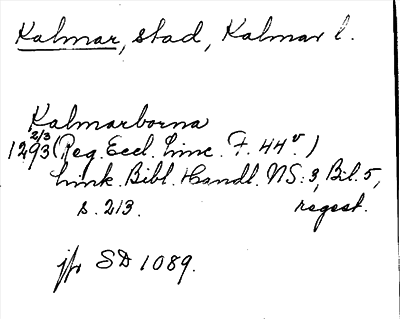 Kalmar, stad, Kalmar l.
Kalmarborna
2/3
1293 (Reg. Eccl. Linc. F. 44v.)
Link. Bibl. Handl. NS: 3, Bil. 5,
s. 213. regest.
jfr SD 1089.